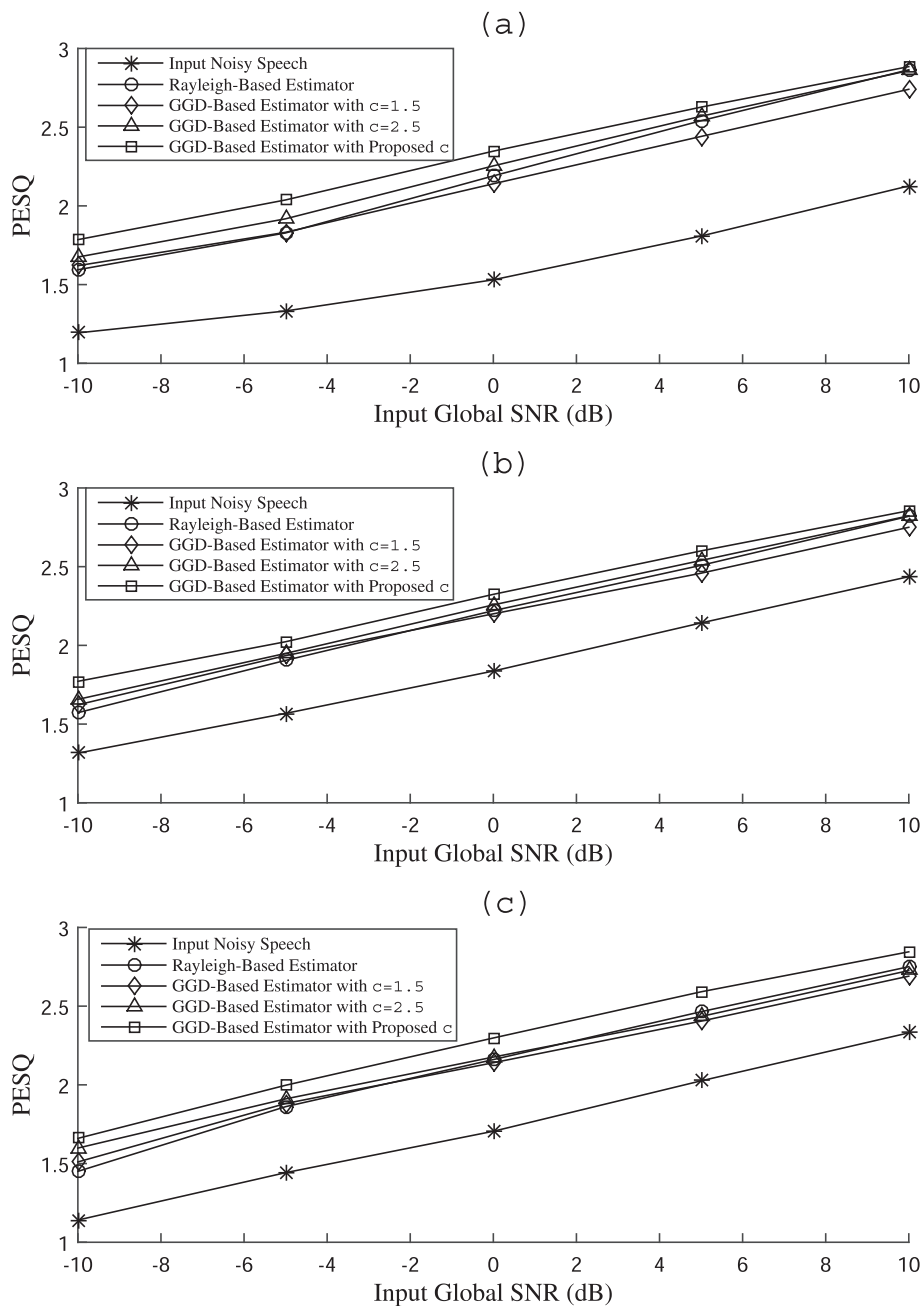 (a)
3
2.5
2
1.5
1
PESQ
Input Noisy Speech
Rayleigh-Based Estimator
GGD-Based Estimator with c=1.5
GGD-Based Estimator with c=2.5
GGD-Based Estimator with Proposed c
-10 -8 -6 -4 -2 0 2 4 6 8 10
Input Global SNR (dB)
(b)
3
2.5
2
1.5
1
PESQ
Input Noisy Speech
Rayleigh-Based Estimator
GGD-Based Estimator with c=1.5
GGD-Based Estimator with c=2.5
GGD-Based Estimator with Proposed c
-10 -8 -6 -4 -2 0 2 4 6 8 10
Input Global SNR (dB)
(c)
3
2.5
2
1.5
1
PESQ
Input Noisy Speech
Rayleigh-Based Estimator
GGD-Based Estimator with c=1.5
GGD-Based Estimator with c=2.5
GGD-Based Estimator with Proposed c
-10 -8 -6 -4 -2 0 2 4 6 8 10
Input Global SNR (dB)